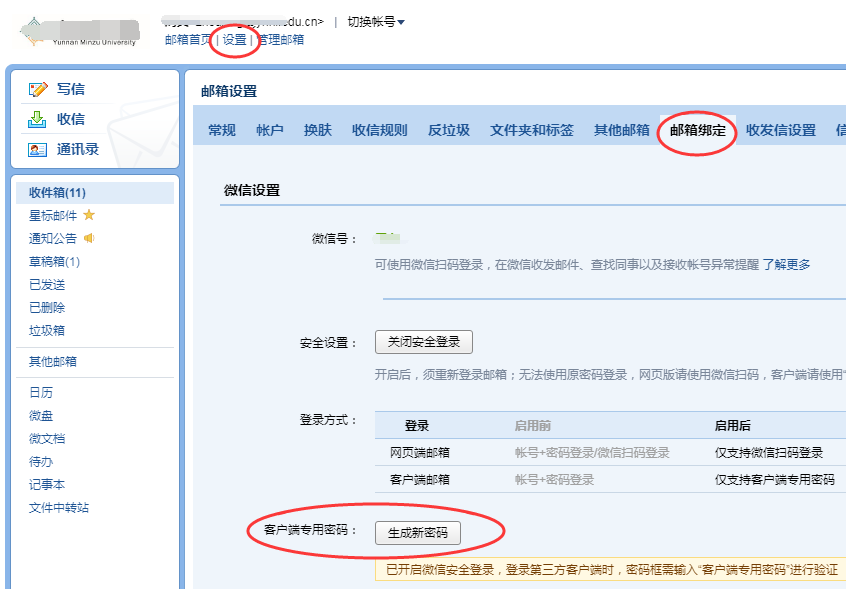 du.cn> | 切换帐号
Yunnan Minzu University
邮箱首页 | 设置 | 管理邮箱
写信
收信
通讯录
收件箱(11)
星标邮件
通知公告
草稿箱(1)
已发送
已删除
垃圾箱
其他邮箱
日历
微盘
微文档
待办
记事本
文件中转站
邮箱设置
常规 帐户 换肤 收信规则 反垃圾 文件夹和标签 其他邮箱 邮箱绑定 收发信设置 信
微信设置
微信号：
可使用微信扫码登录，在微信收发邮件、查找同事以及接收帐号异常提醒 了解更多
安全设置： 关闭安全登录
开启后，须重新登录邮箱；无法使用原密码登录，网页版请使用微信扫码，客户端请使用“
登录方式： 登录 启用前 启用后
网页端邮箱 帐号+密码登录/微信扫码登录 仅支持微信扫码登录
客户端邮箱 帐号+密码登录 仅支持客户端专用密码
客户端专用密码： 生成新密码
已开启微信安全登录，登录第三方客户端时，密码框需输入“客户端专用密码”进行验证